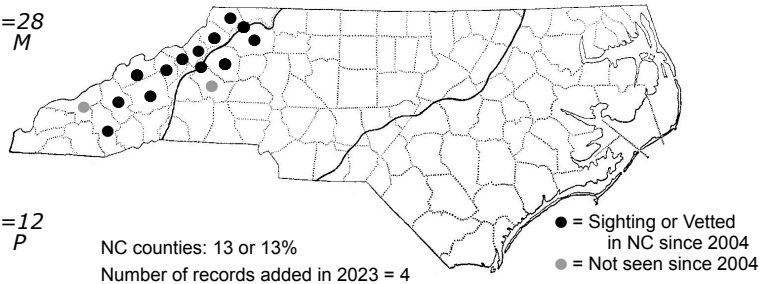 =28
M
=12
P
NC counties: 13 or 13%
Number of records added in 2023 = 4
● = Sighting or Vetted
in NC since 2004
● = Not seen since 2004